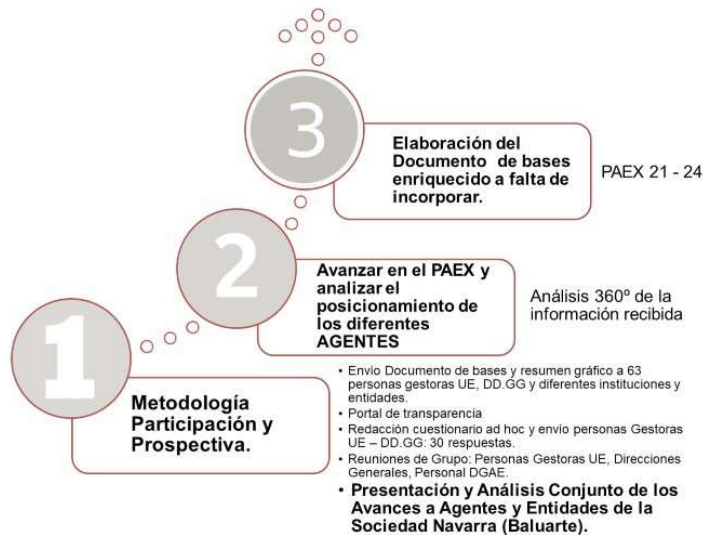 3
Elaboración del
Documento de bases
enriquecido a falta de
incorporar.
PAEX 21 - 24
2
Avanzar en el PAEX y
analizar el
posicionamiento de
los diferentes
AGENTES
Análisis 360º de la
información recibida
1
Metodología
Participación y
Prospectiva.
• Envío Documento de bases y resumen gráfico a 63
personas gestoras UE, DD.GG y diferentes instituciones y
entidades.
• Portal de transparencia
• Redacción cuestionario ad hoc y envío personas Gestoras
UE – DD.GG: 30 respuestas.
• Reuniones de Grupo: Personas Gestoras UE, Direcciones
Generales, Personal DGAE.
• Presentación y Análisis Conjunto de los
Avances a Agentes y Entidades de la
Sociedad Navarra (Baluarte).